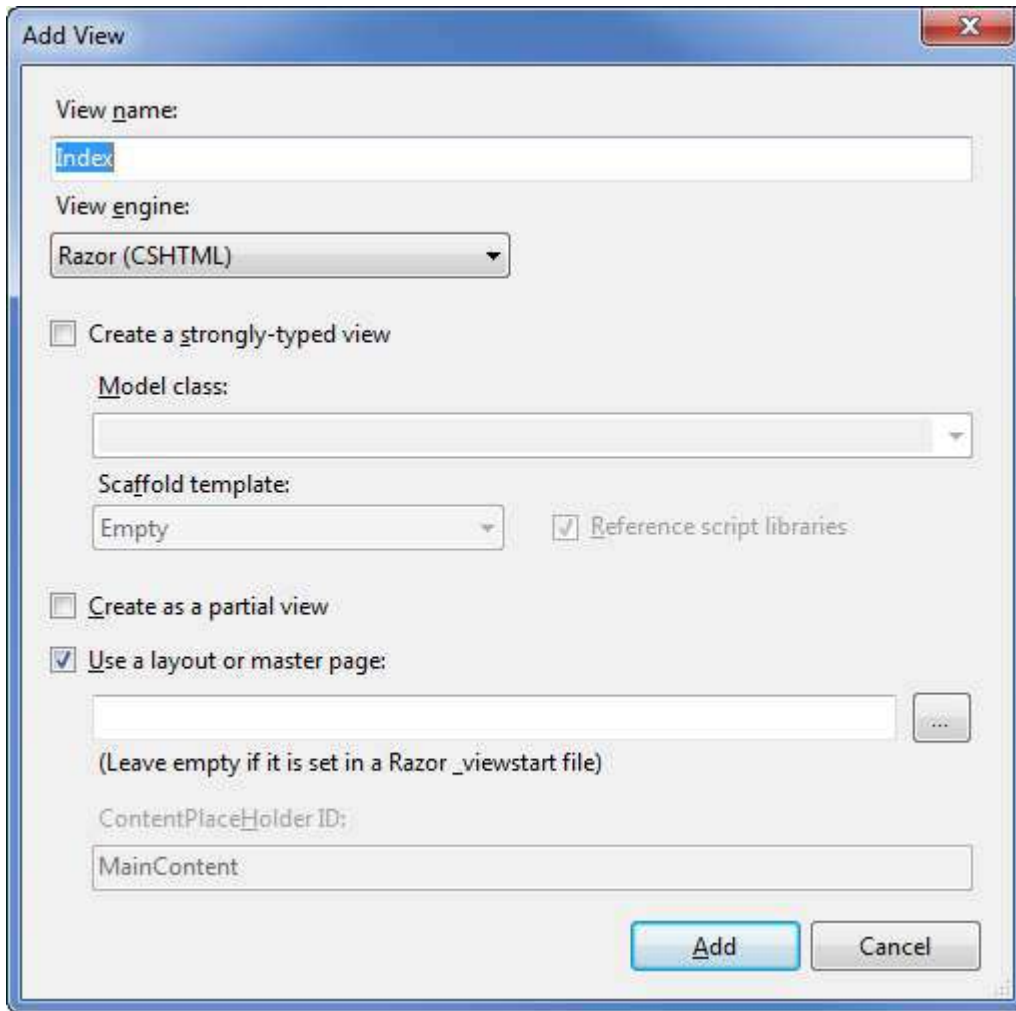 Add View
View name:
Index
View engine:
Razor (CSHTML)
Create a strongly-typed view
Model class:
Scaffold template:
Empty
Reference script libraries
Create as a partial view
Use a layout or master page:
...
(Leave empty if it is set in a Razor _viewstart file)
ContentPlaceHolder ID:
MainContent
Add
Cancel